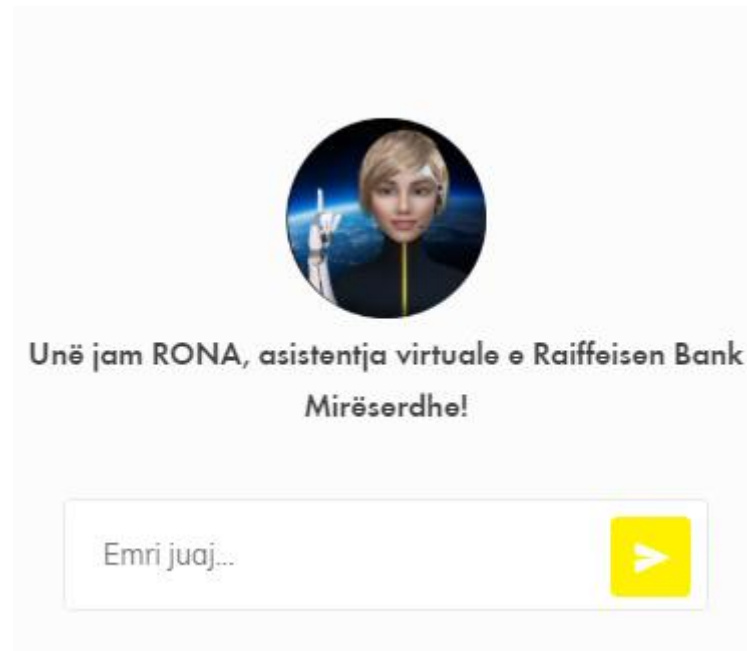 Unë jam RONA, asistentja virtuale e Raiffeisen Bank
Mirëserdhe!
Emri juaj...